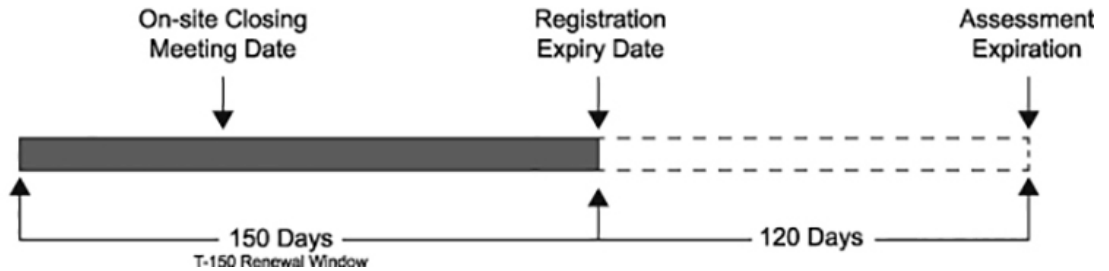 On-site Closing
Meeting Date
Registration
Expiry Date
Assessment
Expiration
150 Days
T-150 Renewal Window
120 Days